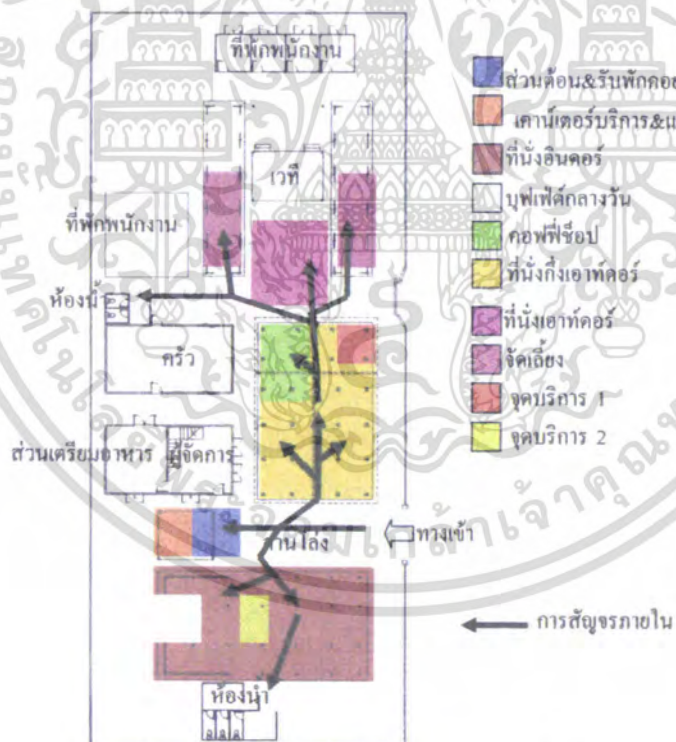 ที่พักพนักงาน
เวที
ที่พักพนักงาน
ห้องน้ำ
ครัว
ส่วนเตรียมอาหาร
ผู้จัดการ
ลานโล่ง
ทางเข้า
ห้องน้ำ
ส่วนต้อน&รับพักคอย
เคาน์เตอร์บริการ&แ
ที่นั่งอินดอร์
บุฟเฟ่ต์กลางวัน
คอฟฟี่ช็อป
ที่นั่งกึ่งเอาท์ดอร์
ที่นั่งเอาท์ดอร์
จัดเลี้ยง
จุดบริการ 1
จุดบริการ 2
การสัญจรภายใน